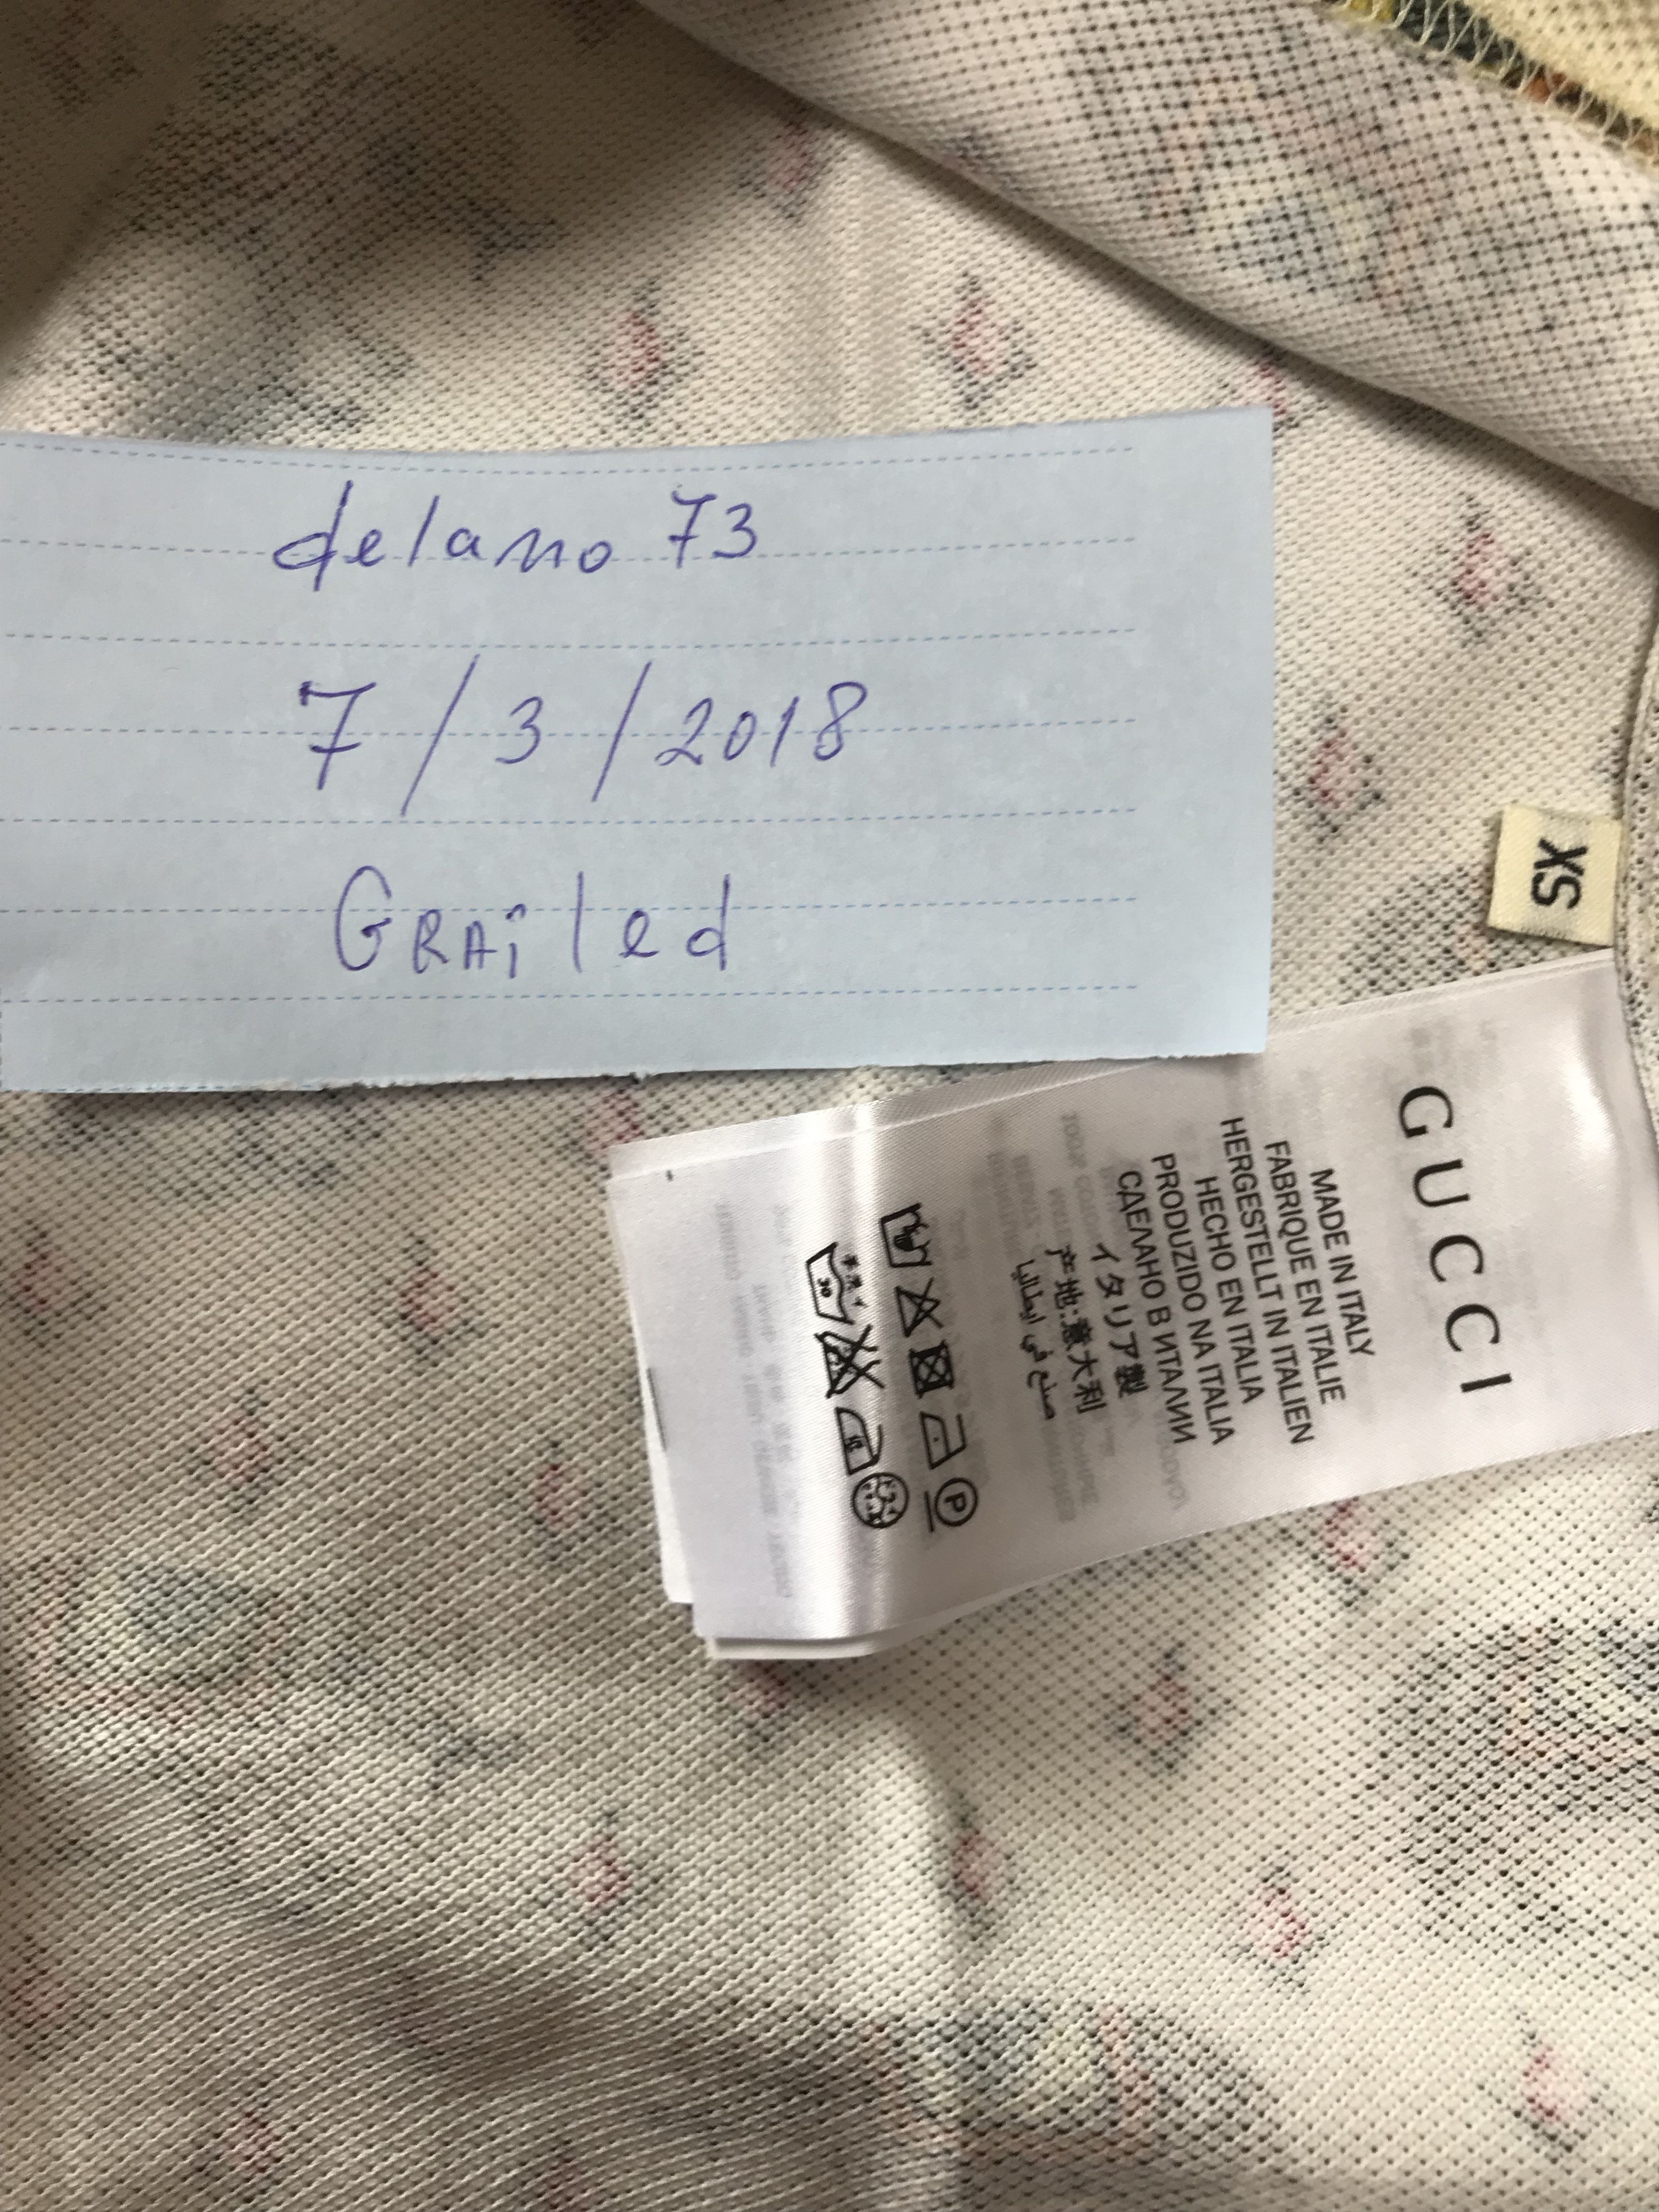 delano 73
7/3/2018
GRAiled
XS
GUCCI
MADE IN ITALY
FABRIQUE EN ITALIE
HERGESTELLT IN ITALIEN
HECHO EN ITALIA
PRODUZIDO NA ITALIA
СДЕЛАНО В ИТАЛИИ
イタリア製
产地:意大利
صنع في إيطاليا
P
30